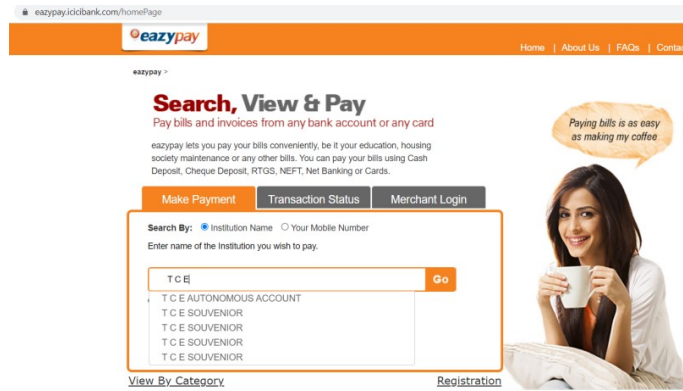 eazypay.icicibank.com/homePage
eazypay
Home | About Us | FAQs | Contac
eazypay >
Search, View & Pay
Pay bills and invoices from any bank account or any card
eazypay lets you pay your bills conveniently, be it your education, housing
society maintenance or any other bills. You can pay your bills using Cash
Deposit, Cheque Deposit, RTGS, NEFT, Net Banking or Cards.
Paying bills is as easy
as making my coffee
Make Payment Transaction Status Merchant Login
Search By: Institution Name Your Mobile Number
Enter name of the Institution you wish to pay.
T C E Go
T C E AUTONOMOUS ACCOUNT
T C E SOUVENIOR
T C E SOUVENIOR
T C E SOUVENIOR
T C E SOUVENIOR
View By Category Registration